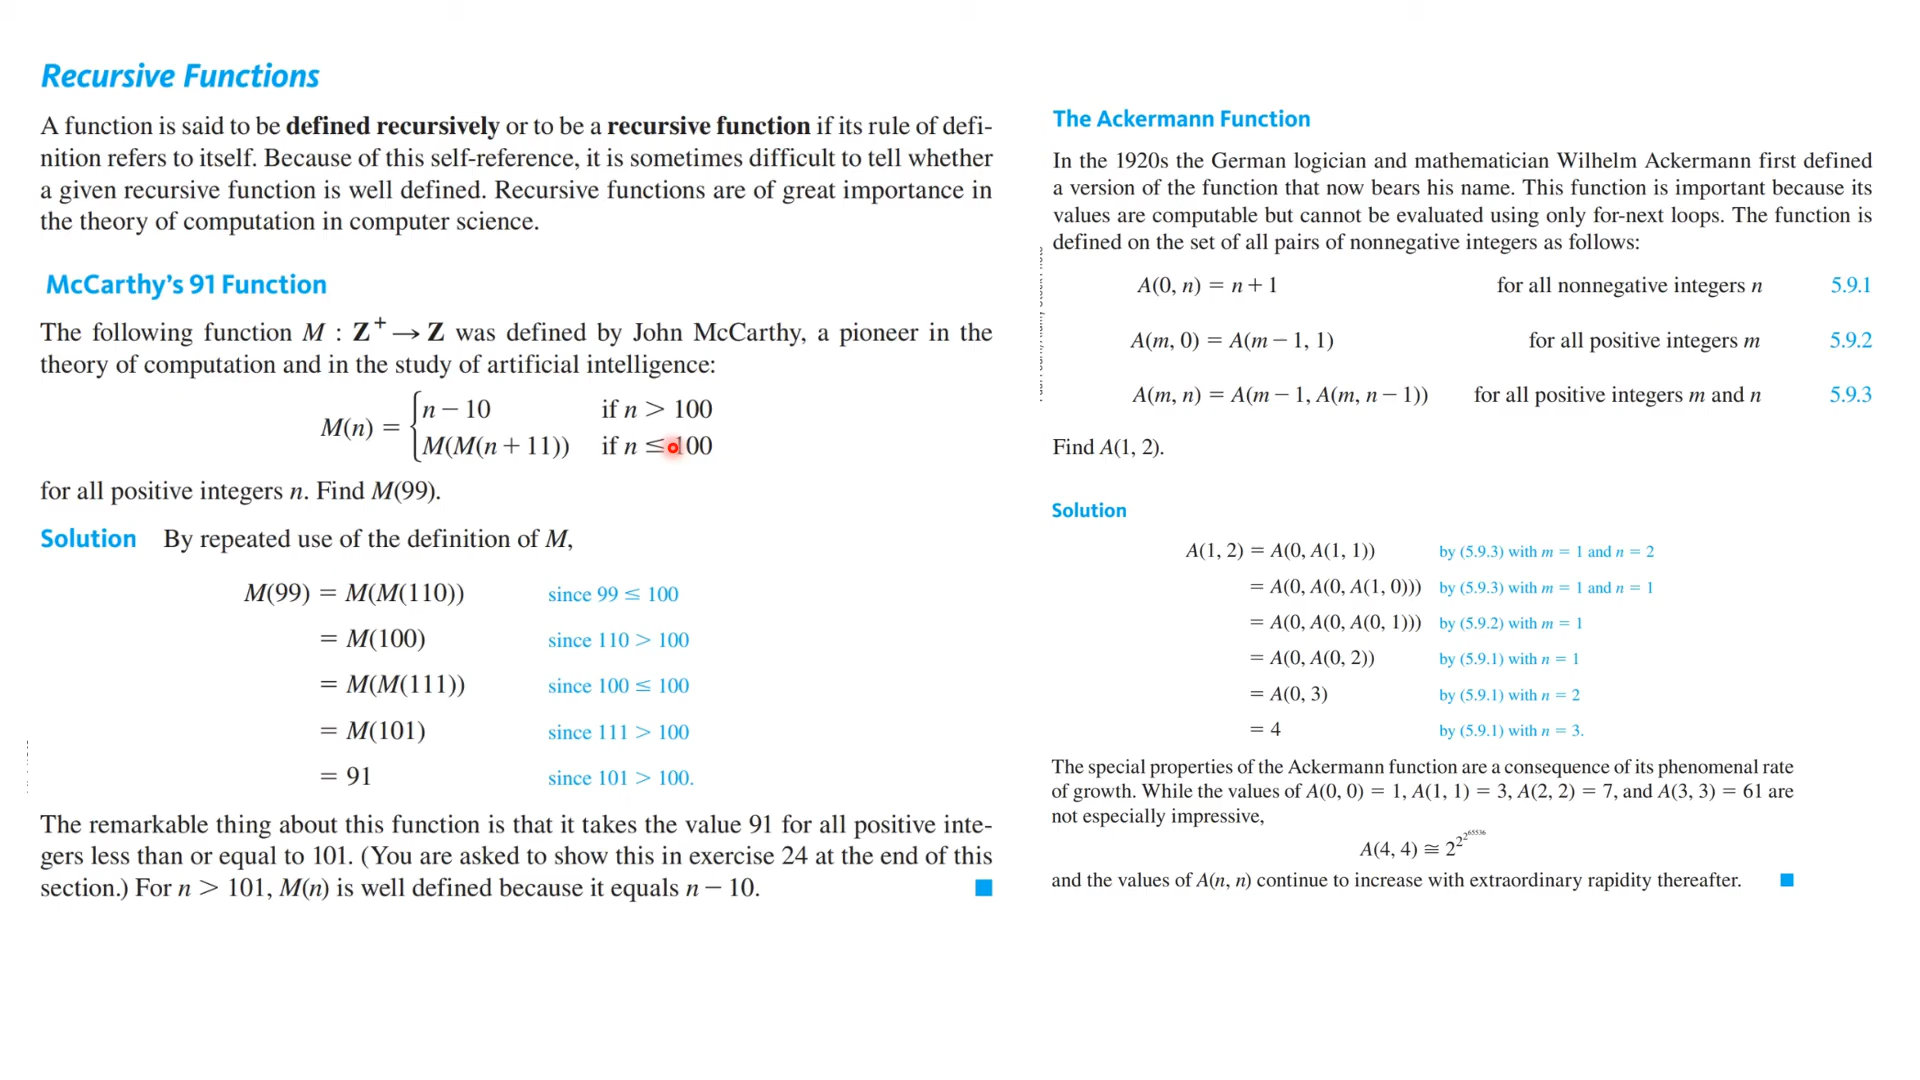 Recursive Functions
A function is said to be defined recursively or to be a recursive function if its rule of defi-
nition refers to itself. Because of this self-reference, it is sometimes difficult to tell whether
a given recursive function is well defined. Recursive functions are of great importance in
the theory of computation in computer science.
McCarthy's 91 Function
The following function M : Z⁺ → Z was defined by John McCarthy, a pioneer in the
theory of computation and in the study of artificial intelligence:
M(n) = { n − 10 if n > 100
M(M(n + 11)) if n ≤ 100
for all positive integers n. Find M(99).
Solution By repeated use of the definition of M,
M(99) = M(M(110)) since 99 ≤ 100
= M(100) since 110 > 100
= M(M(111)) since 100 ≤ 100
= M(101) since 111 > 100
= 91 since 101 > 100.
The remarkable thing about this function is that it takes the value 91 for all positive inte-
gers less than or equal to 101. (You are asked to show this in exercise 24 at the end of this
section.) For n > 101, M(n) is well defined because it equals n − 10.
The Ackermann Function
In the 1920s the German logician and mathematician Wilhelm Ackermann first defined
a version of the function that now bears his name. This function is important because its
values are computable but cannot be evaluated using only for-next loops. The function is
defined on the set of all pairs of nonnegative integers as follows:
A(0, n) = n + 1 for all nonnegative integers n 5.9.1
A(m, 0) = A(m − 1, 1) for all positive integers m 5.9.2
A(m, n) = A(m − 1, A(m, n − 1)) for all positive integers m and n 5.9.3
Find A(1, 2).
Solution
A(1, 2) = A(0, A(1, 1)) by (5.9.3) with m = 1 and n = 2
= A(0, A(0, A(1, 0))) by (5.9.3) with m = 1 and n = 1
= A(0, A(0, A(0, 1))) by (5.9.2) with m = 1
= A(0, A(0, 2)) by (5.9.1) with n = 1
= A(0, 3) by (5.9.1) with n = 2
= 4 by (5.9.1) with n = 3.
The special properties of the Ackermann function are a consequence of its phenomenal rate
of growth. While the values of A(0, 0) = 1, A(1, 1) = 3, A(2, 2) = 7, and A(3, 3) = 61 are
not especially impressive,
A(4, 4) ≅ 2^2^2^65536
and the values of A(n, n) continue to increase with extraordinary rapidity thereafter.